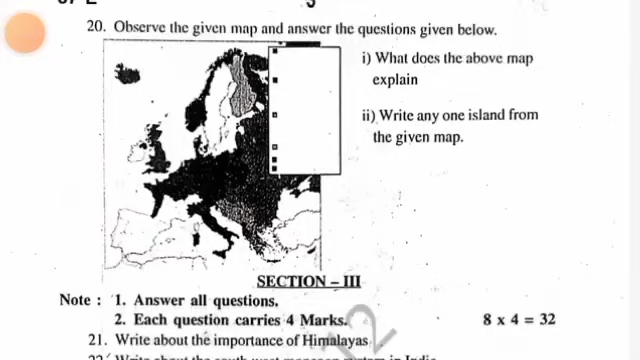 20. Observe the given map and answer the questions given below.
i) What does the above map
explain
ii) Write any one island from
the given map.
SECTION – III
Note : 1. Answer all questions.
2. Each question carries 4 Marks. 8 x 4 = 32
12
21. Write about the importance of Himalayas